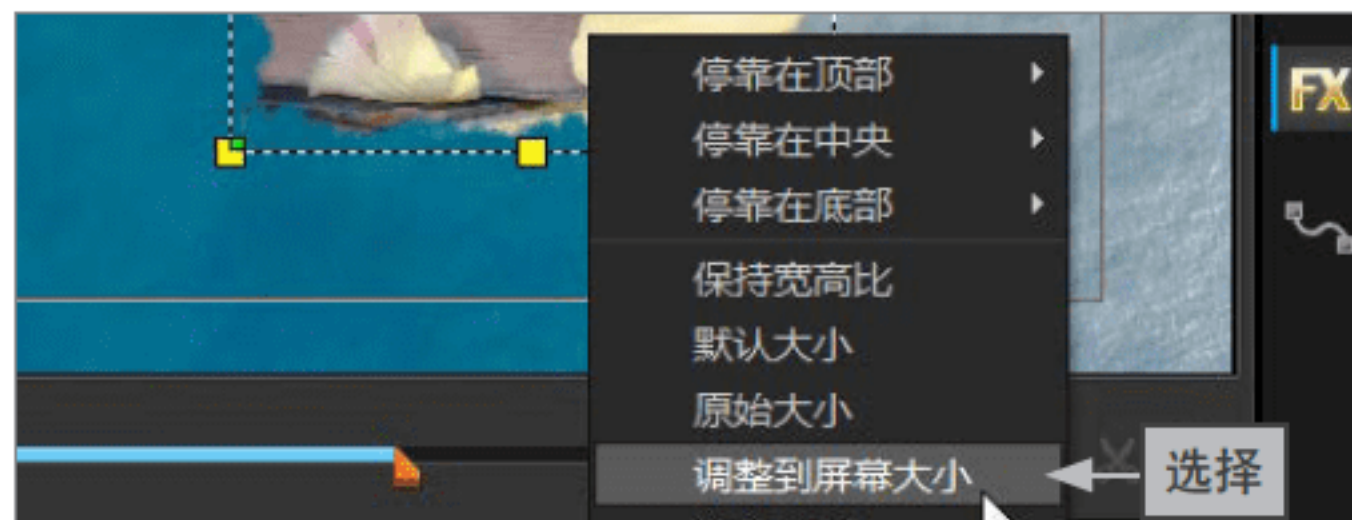 停靠在顶部
停靠在中央
FX
停靠在底部
保持宽高比
默认大小
原始大小
调整到屏幕大小
选择